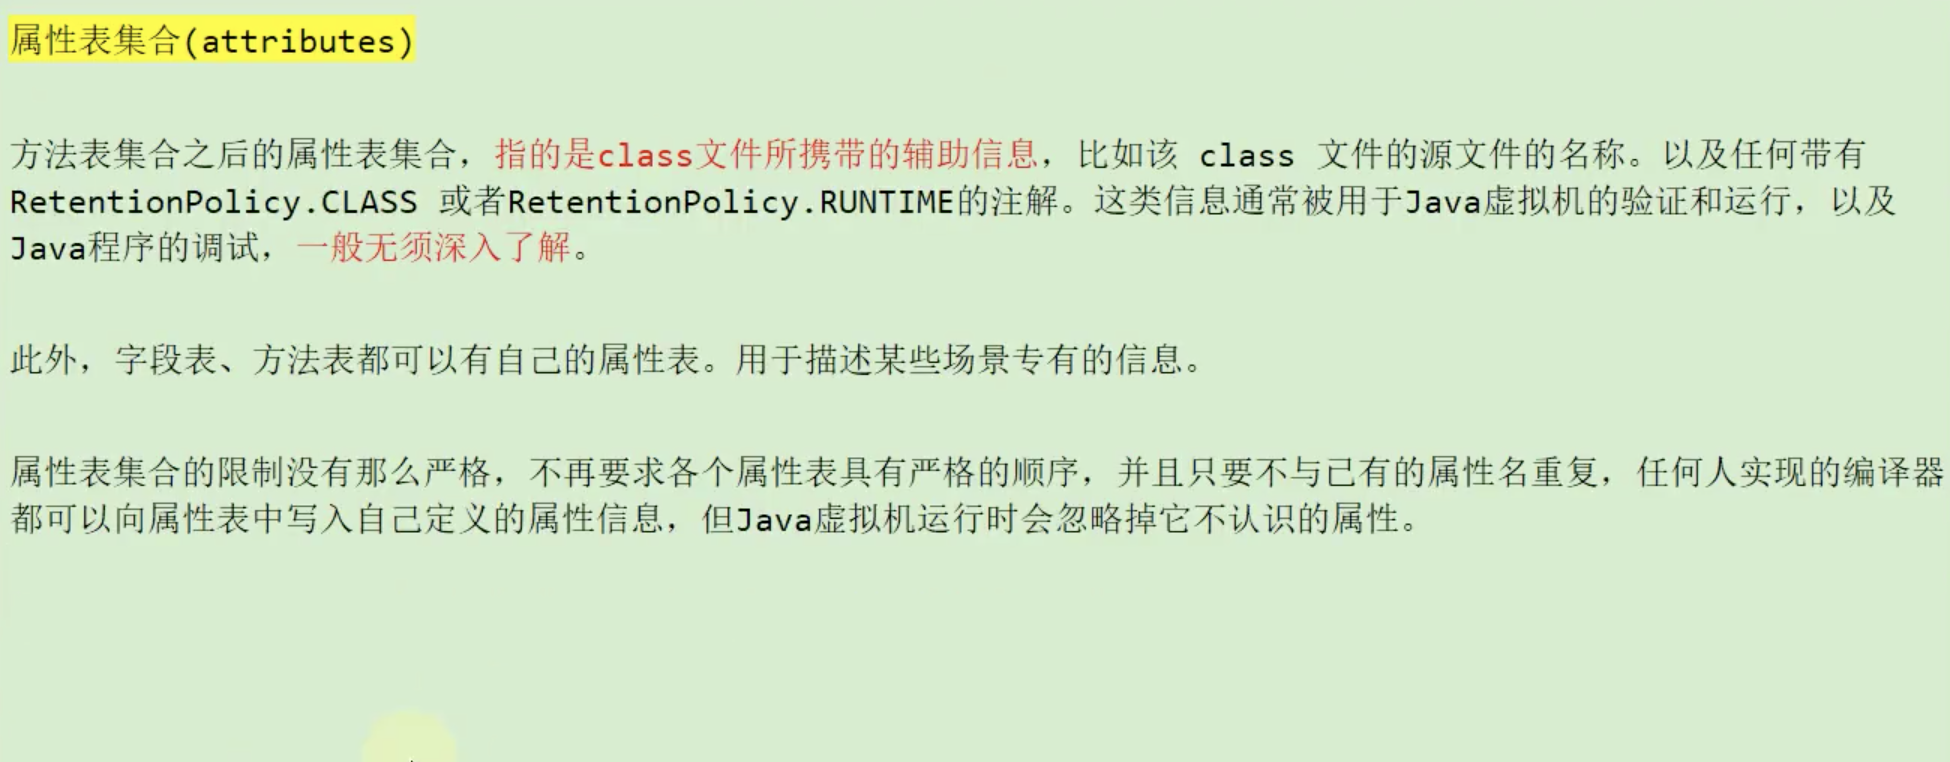 属性表集合(attributes)
方法表集合之后的属性表集合，指的是class文件所携带的辅助信息，比如该 class 文件的源文件的名称。以及任何带有
RetentionPolicy.CLASS 或者RetentionPolicy.RUNTIME的注解。这类信息通常被用于Java虚拟机的验证和运行，以及
Java程序的调试，一般无须深入了解。
此外，字段表、方法表都可以有自己的属性表。用于描述某些场景专有的信息。
属性表集合的限制没有那么严格，不再要求各个属性表具有严格的顺序，并且只要不与已有的属性名重复，任何人实现的编译器
都可以向属性表中写入自己定义的属性信息，但Java虚拟机运行时会忽略掉它不认识的属性。